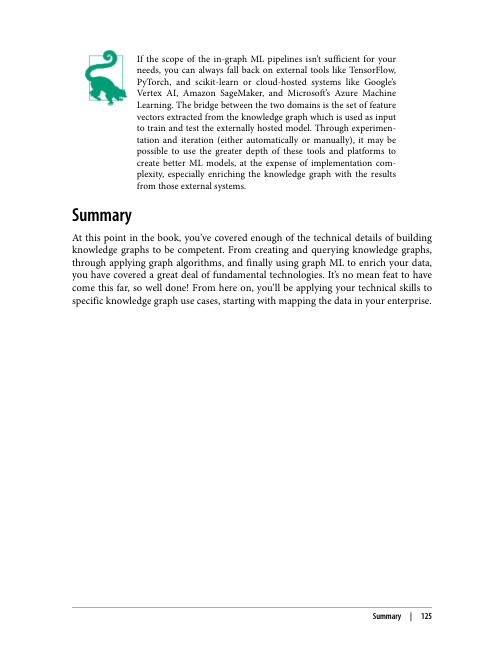 If the scope of the in-graph ML pipelines isn't sufficient for your
needs, you can always fall back on external tools like TensorFlow,
PyTorch, and scikit-learn or cloud-hosted systems like Google's
Vertex AI, Amazon SageMaker, and Microsoft's Azure Machine
Learning. The bridge between the two domains is the set of feature
vectors extracted from the knowledge graph which is used as input
to train and test the externally hosted model. Through experimen-
tation and iteration (either automatically or manually), it may be
possible to use the greater depth of these tools and platforms to
create better ML models, at the expense of implementation com-
plexity, especially enriching the knowledge graph with the results
from those external systems.
Summary
At this point in the book, you've covered enough of the technical details of building
knowledge graphs to be competent. From creating and querying knowledge graphs,
through applying graph algorithms, and finally using graph ML to enrich your data,
you have covered a great deal of fundamental technologies. It's no mean feat to have
come this far, so well done! From here on, you'll be applying your technical skills to
specific knowledge graph use cases, starting with mapping the data in your enterprise.
Summary | 125